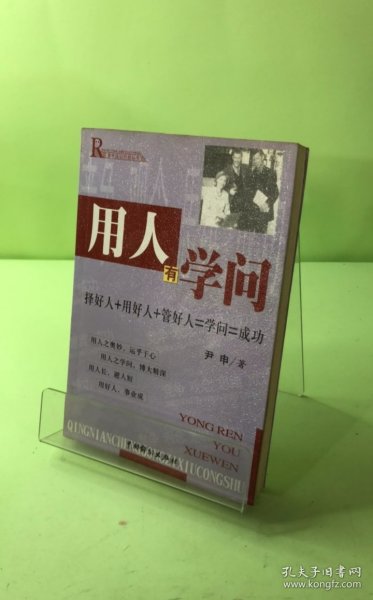 用人
有
学问
择好人+用好人+管好人=学问=成功
尹申/著
用人之奥妙，运乎于心
用人之学问，博大精深
用人长，避人短
用好人，事业成
YONG REN
YOU
XUEWEN
孔夫子旧书网